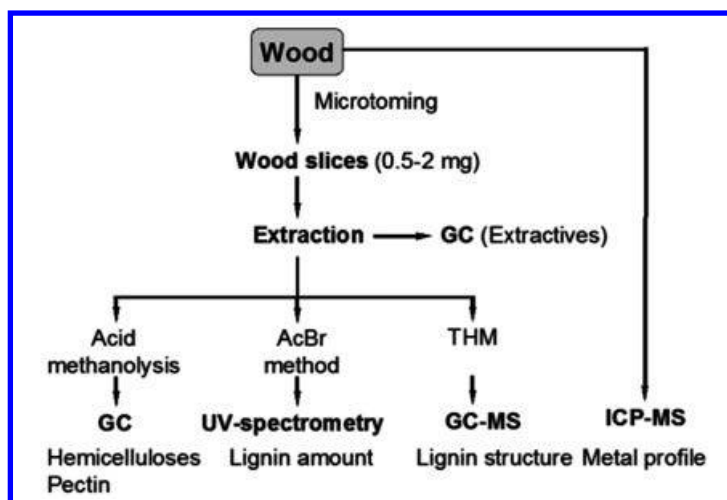 Wood
Microtoming
Wood slices (0.5-2 mg)
Extraction
GC (Extractives)
Acid
methanolysis
AcBr
method
THM
GC
UV-spectrometry
GC-MS
ICP-MS
Hemicelluloses
Pectin
Lignin amount
Lignin structure
Metal profile